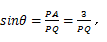 sinθ = PA/PQ = 3/PQ ,